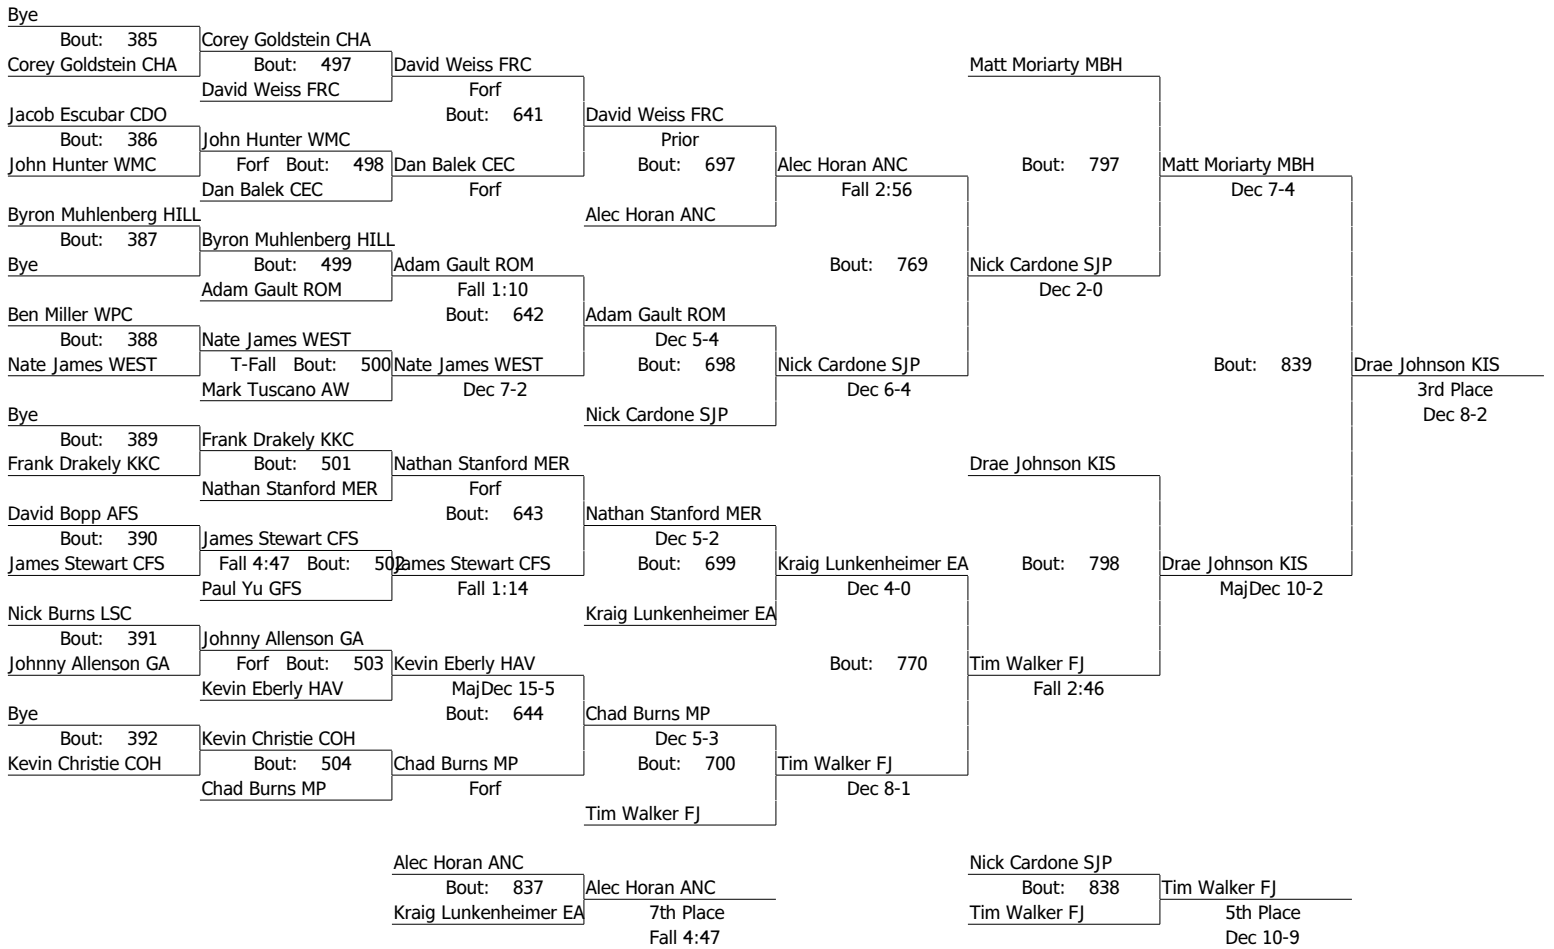 Bye
Bout: 385 Corey Goldstein CHA
Corey Goldstein CHA Bout: 497 David Weiss FRC Matt Moriarty MBH
David Weiss FRC Forf
Jacob Escubar CDO Bout: 641 David Weiss FRC
Bout: 386 John Hunter WMC Prior
John Hunter WMC Forf Bout: 498 Dan Balek CEC Bout: 697 Alec Horan ANC Bout: 797 Matt Moriarty MBH
Dan Balek CEC Forf Fall 2:56 Dec 7-4
Byron Muhlenberg HILL Alec Horan ANC
Bout: 387 Byron Muhlenberg HILL
Bye Bout: 499 Adam Gault ROM Bout: 769 Nick Cardone SJP
Adam Gault ROM Fall 1:10 Dec 2-0
Ben Miller WPC Bout: 642 Adam Gault ROM
Bout: 388 Nate James WEST Dec 5-4
Nate James WEST T-Fall Bout: 500 Nate James WEST Bout: 698 Nick Cardone SJP Bout: 839 Drae Johnson KIS
Mark Tuscano AW Dec 7-2 Dec 6-4 3rd Place
Bye Nick Cardone SJP Dec 8-2
Bout: 389 Frank Drakely KKC
Frank Drakely KKC Bout: 501 Nathan Stanford MER Drae Johnson KIS
Nathan Stanford MER Forf
David Bopp AFS Bout: 643 Nathan Stanford MER
Bout: 390 James Stewart CFS Dec 5-2
James Stewart CFS Fall 4:47 Bout: 502 James Stewart CFS Bout: 699 Kraig Lunkenheimer EA Bout: 798 Drae Johnson KIS
Paul Yu GFS Fall 1:14 Dec 4-0 MajDec 10-2
Nick Burns LSC Kraig Lunkenheimer EA
Bout: 391 Johnny Allenson GA
Johnny Allenson GA Forf Bout: 503 Kevin Eberly HAV Bout: 770 Tim Walker FJ
Kevin Eberly HAV MajDec 15-5 Fall 2:46
Bye Bout: 644 Chad Burns MP
Bout: 392 Kevin Christie COH Dec 5-3
Kevin Christie COH Bout: 504 Chad Burns MP Bout: 700 Tim Walker FJ
Chad Burns MP Forf Dec 8-1
Tim Walker FJ
Alec Horan ANC Nick Cardone SJP
Bout: 837 Alec Horan ANC Bout: 838 Tim Walker FJ
Kraig Lunkenheimer EA 7th Place Tim Walker FJ 5th Place
Fall 4:47 Dec 10-9